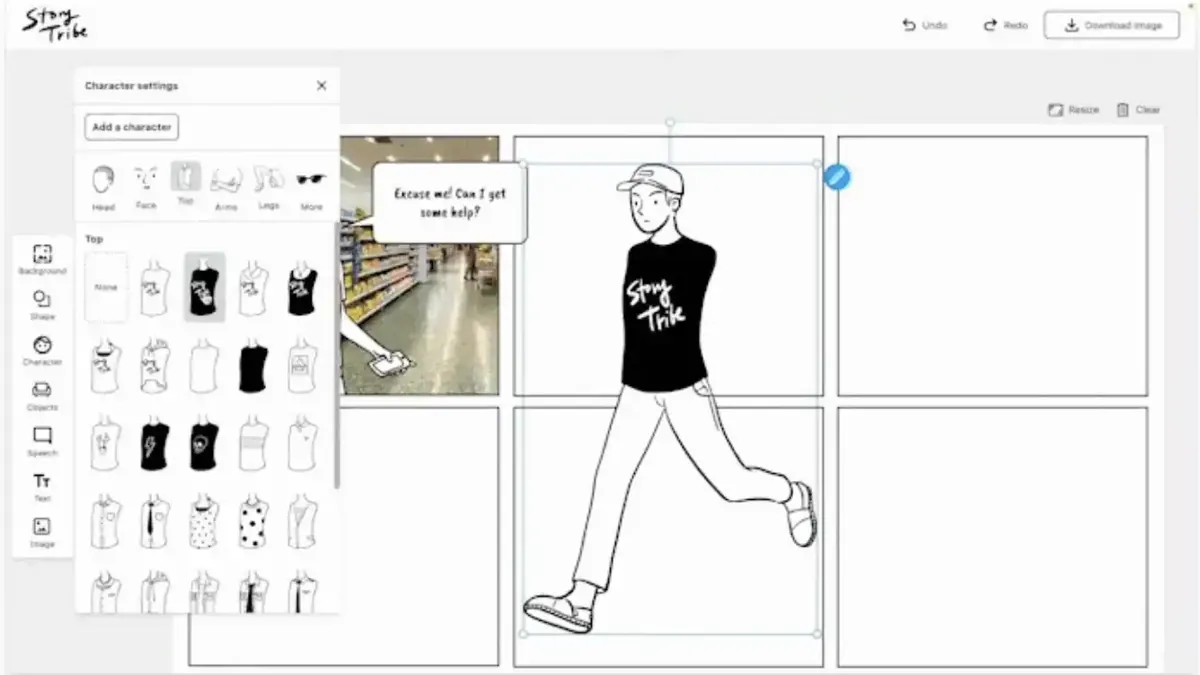 Story
Tribe
Undo
Redo
Download Image
Character settings
Add a character
Resize
Clear
Head
Face
Top
Arms
Legs
More
Excuse me! Can I get
some help?
Top
None
Background
Shape
Character
Objects
Speech
Text
Image
Story
Tribe